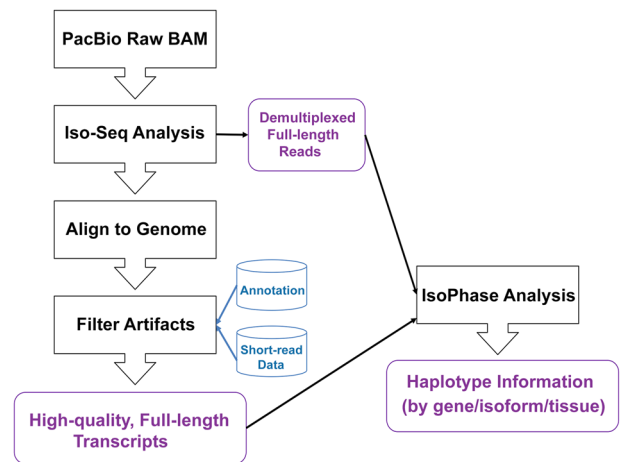 PacBio Raw BAM
Iso-Seq Analysis
Demultiplexed
Full-length
Reads
Align to Genome
Annotation
Filter Artifacts
Short-read
Data
High-quality, Full-length
Transcripts
IsoPhase Analysis
Haplotype Information
(by gene/isoform/tissue)